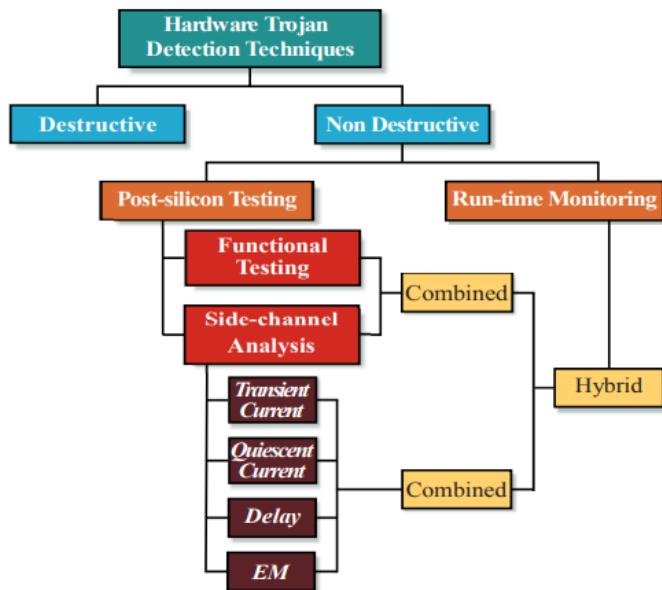 Hardware Trojan
Detection Techniques
Destructive
Non Destructive
Post-silicon Testing
Run-time Monitoring
Functional
Testing
Combined
Side-channel
Analysis
Hybrid
Transient
Current
Quiescent
Current
Combined
Delay
EM